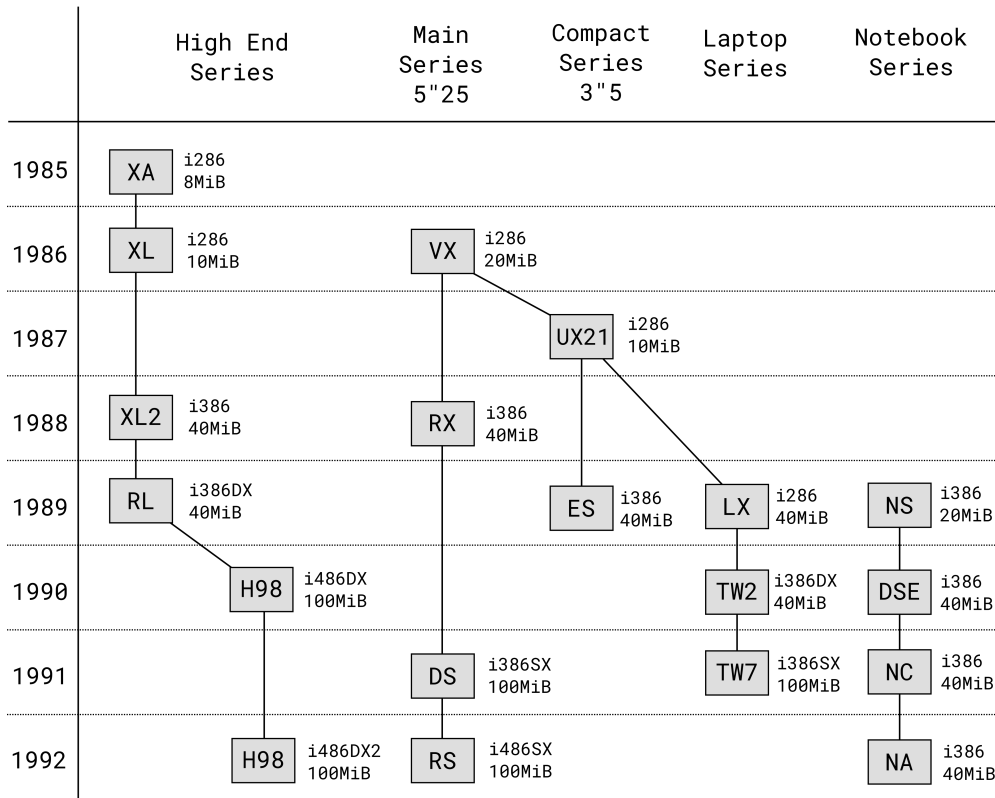 High End
Series
Main
Series
5"25
Compact
Series
3"5
Laptop
Series
Notebook
Series
1985
XA
i286
8MiB
1986
XL
i286
10MiB
VX
i286
20MiB
1987
UX21
i286
10MiB
1988
XL2
i386
40MiB
RX
i386
40MiB
1989
RL
i386DX
40MiB
ES
i386
40MiB
LX
i286
40MiB
NS
i386
20MiB
1990
H98
i486DX
100MiB
TW2
i386DX
40MiB
DSE
i386
40MiB
1991
DS
i386SX
100MiB
TW7
i386SX
100MiB
NC
i386
40MiB
1992
H98
i486DX2
100MiB
RS
i486SX
100MiB
NA
i386
40MiB